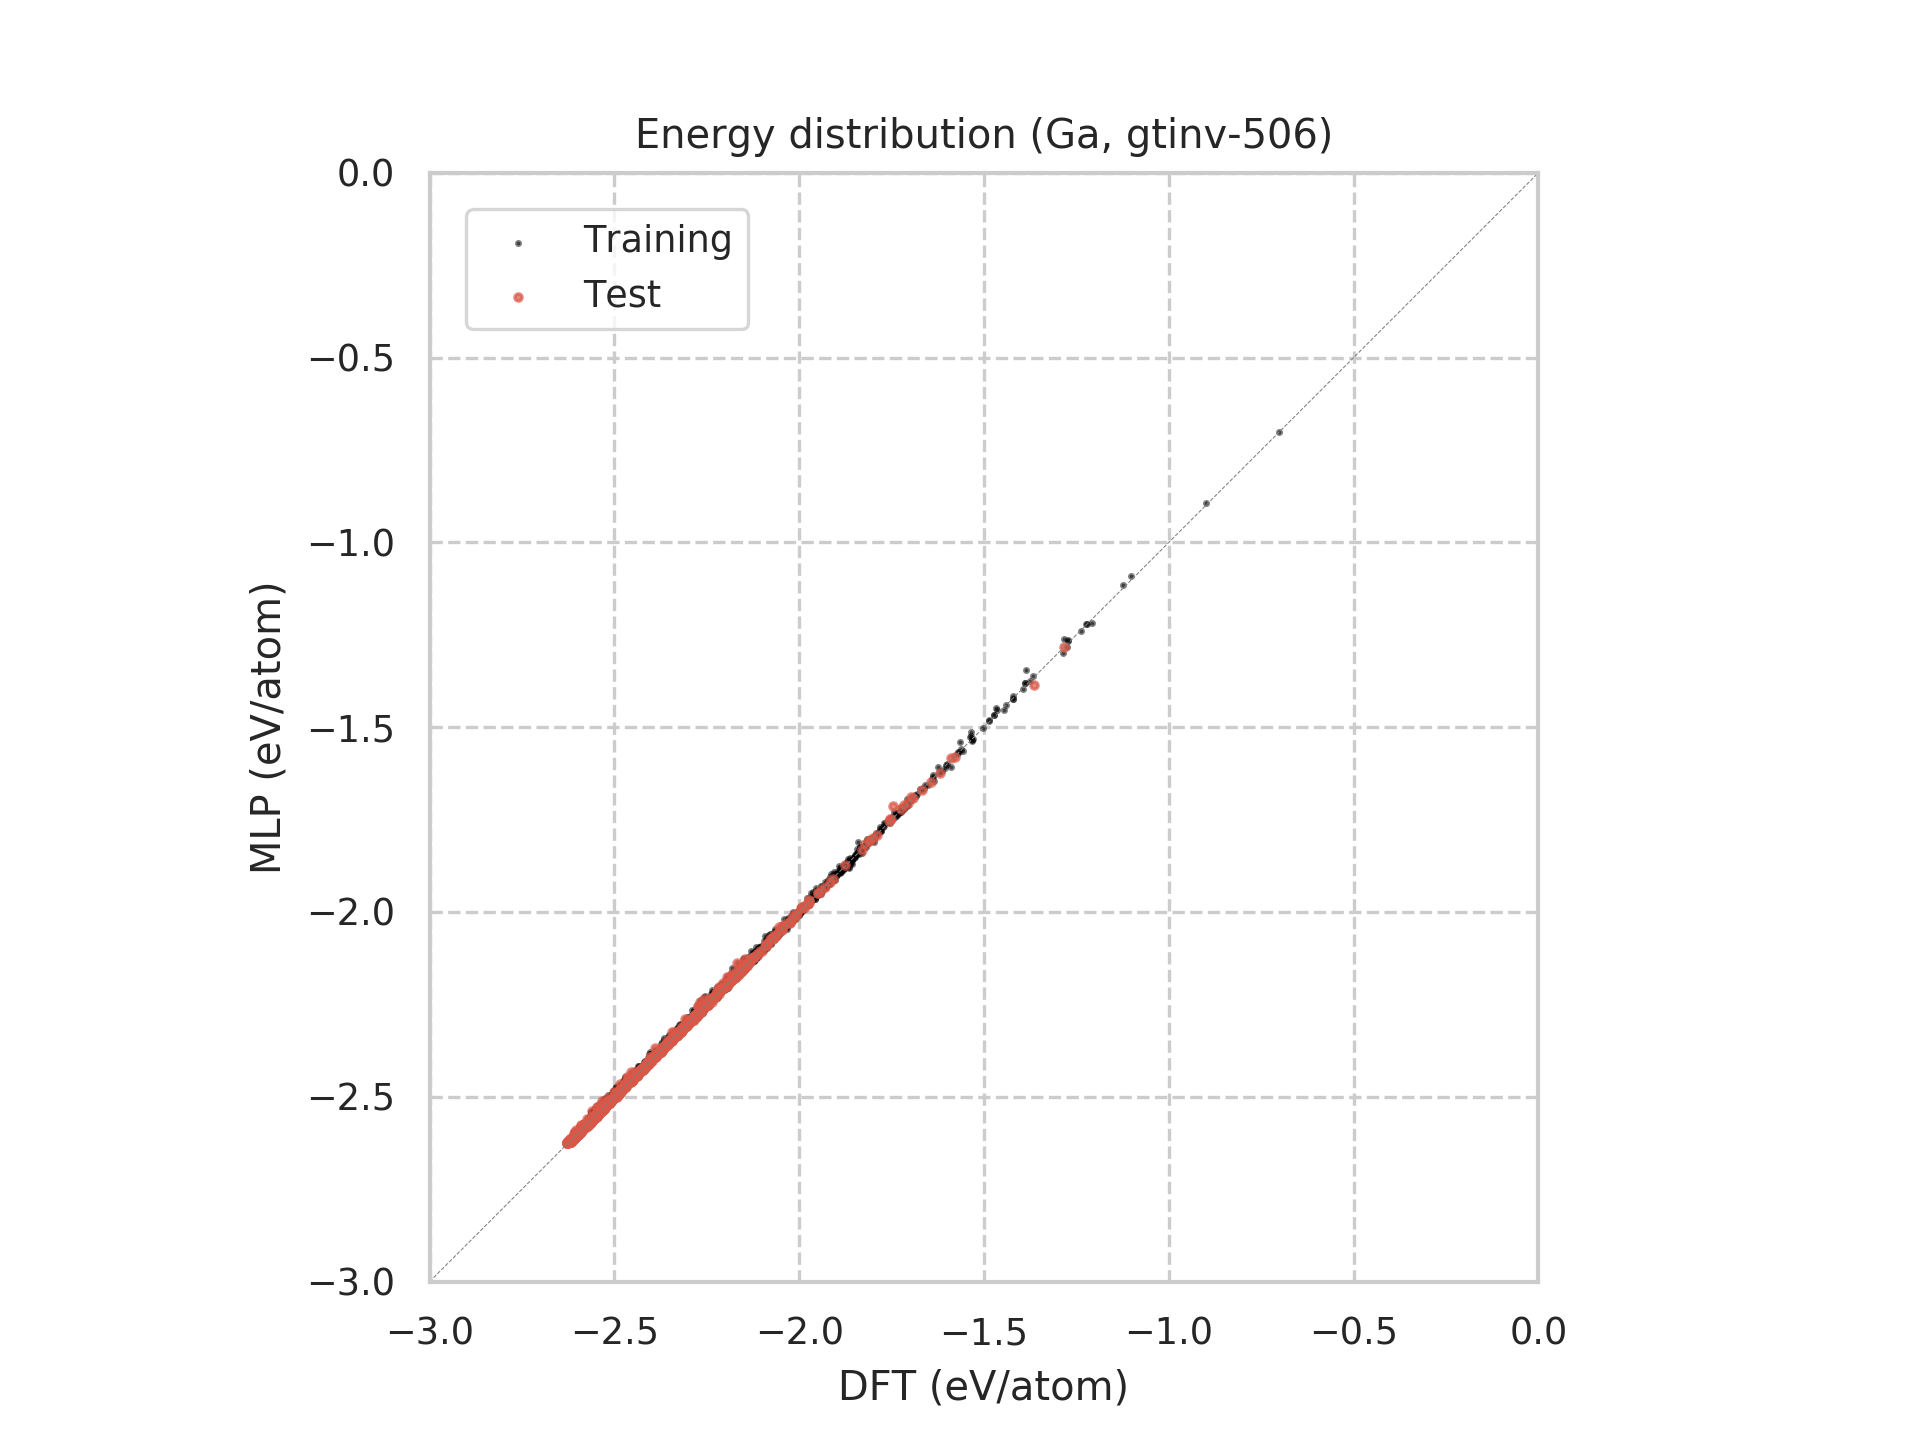 Energy distribution (Ga, gtinv-506)
Training
Test
MLP (eV/atom)
0.0
−0.5
−1.0
−1.5
−2.0
−2.5
−3.0
−3.0 −2.5 −2.0 −1.5 −1.0 −0.5 0.0
DFT (eV/atom)